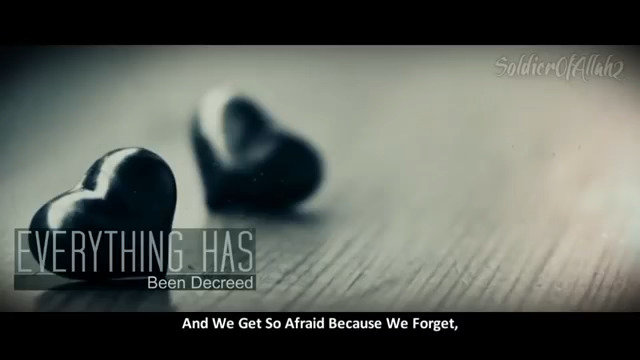 SoldierOfAllah2
EVERYTHING HAS
Been Decreed
And We Get So Afraid Because We Forget,